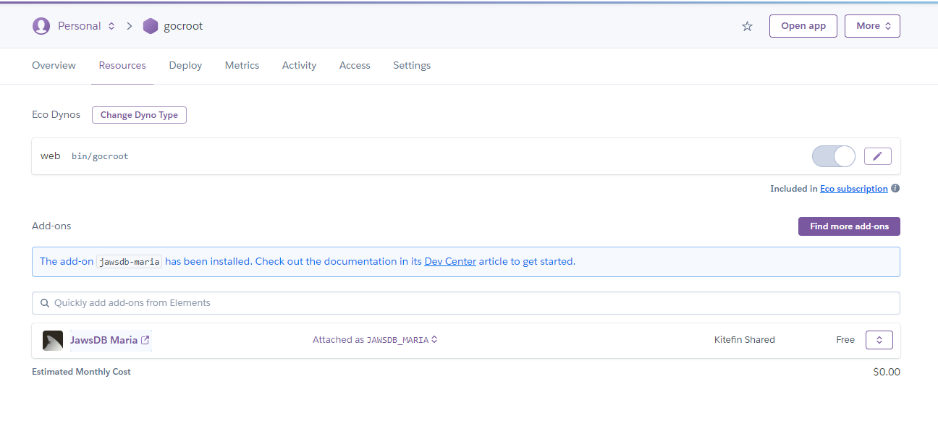 Personal > gocroot Open app More
Overview Resources Deploy Metrics Activity Access Settings
Eco Dynos Change Dyno Type
web bin/gocroot
Included in Eco subscription
Add-ons Find more add-ons
The add-on jawsdb-maria has been installed. Check out the documentation in its Dev Center article to get started.
Quickly add add-ons from Elements
JawsDB Maria Attached as JAWSDB_MARIA Kitefin Shared Free
Estimated Monthly Cost $0.00